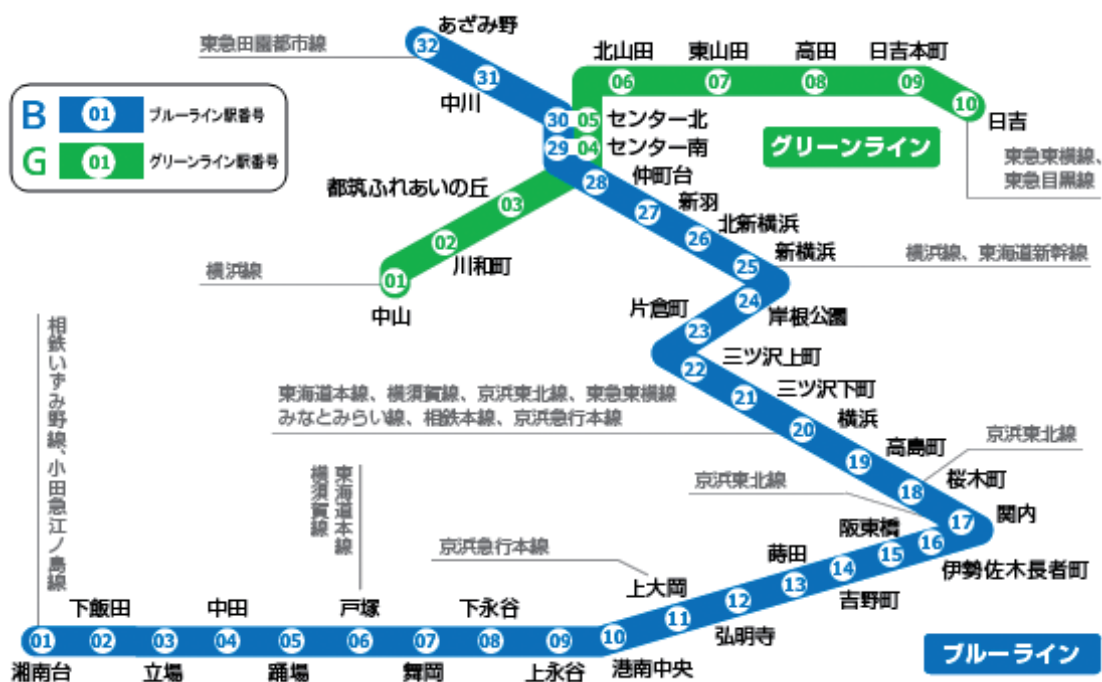 あざみ野
32
東急田園都市線
31
中川
北山田
東山田
高田
日吉本町
06
07
08
09
10
日吉
B 01 ブルーライン駅番号
G 01 グリーンライン駅番号
30 05 センター北
29 04 センター南
グリーンライン
東急東横線、
東急目黒線
都筑ふれあいの丘
03
02
川和町
横浜線
01
中山
28
仲町台
27
新羽
26
北新横浜
25
新横浜
横浜線、東海道新幹線
24
岸根公園
片倉町
23
22
三ツ沢上町
21
三ツ沢下町
東海道本線、横須賀線、京浜東北線、東急東横線
みなとみらい線、相鉄本線、京浜急行本線
20
横浜
19
高島町
京浜東北線
18
桜木町
京浜東北線
17
関内
16
伊勢佐木長者町
阪東橋
15
14
吉野町
蒔田
13
12
弘明寺
京浜急行本線
上大岡
11
10
港南中央
相鉄いずみ野線、小田急江ノ島線
東海道本線
横須賀線
下飯田
中田
戸塚
下永谷
01
02
03
04
05
06
07
08
09
湘南台
立場
踊場
舞岡
上永谷
ブルーライン